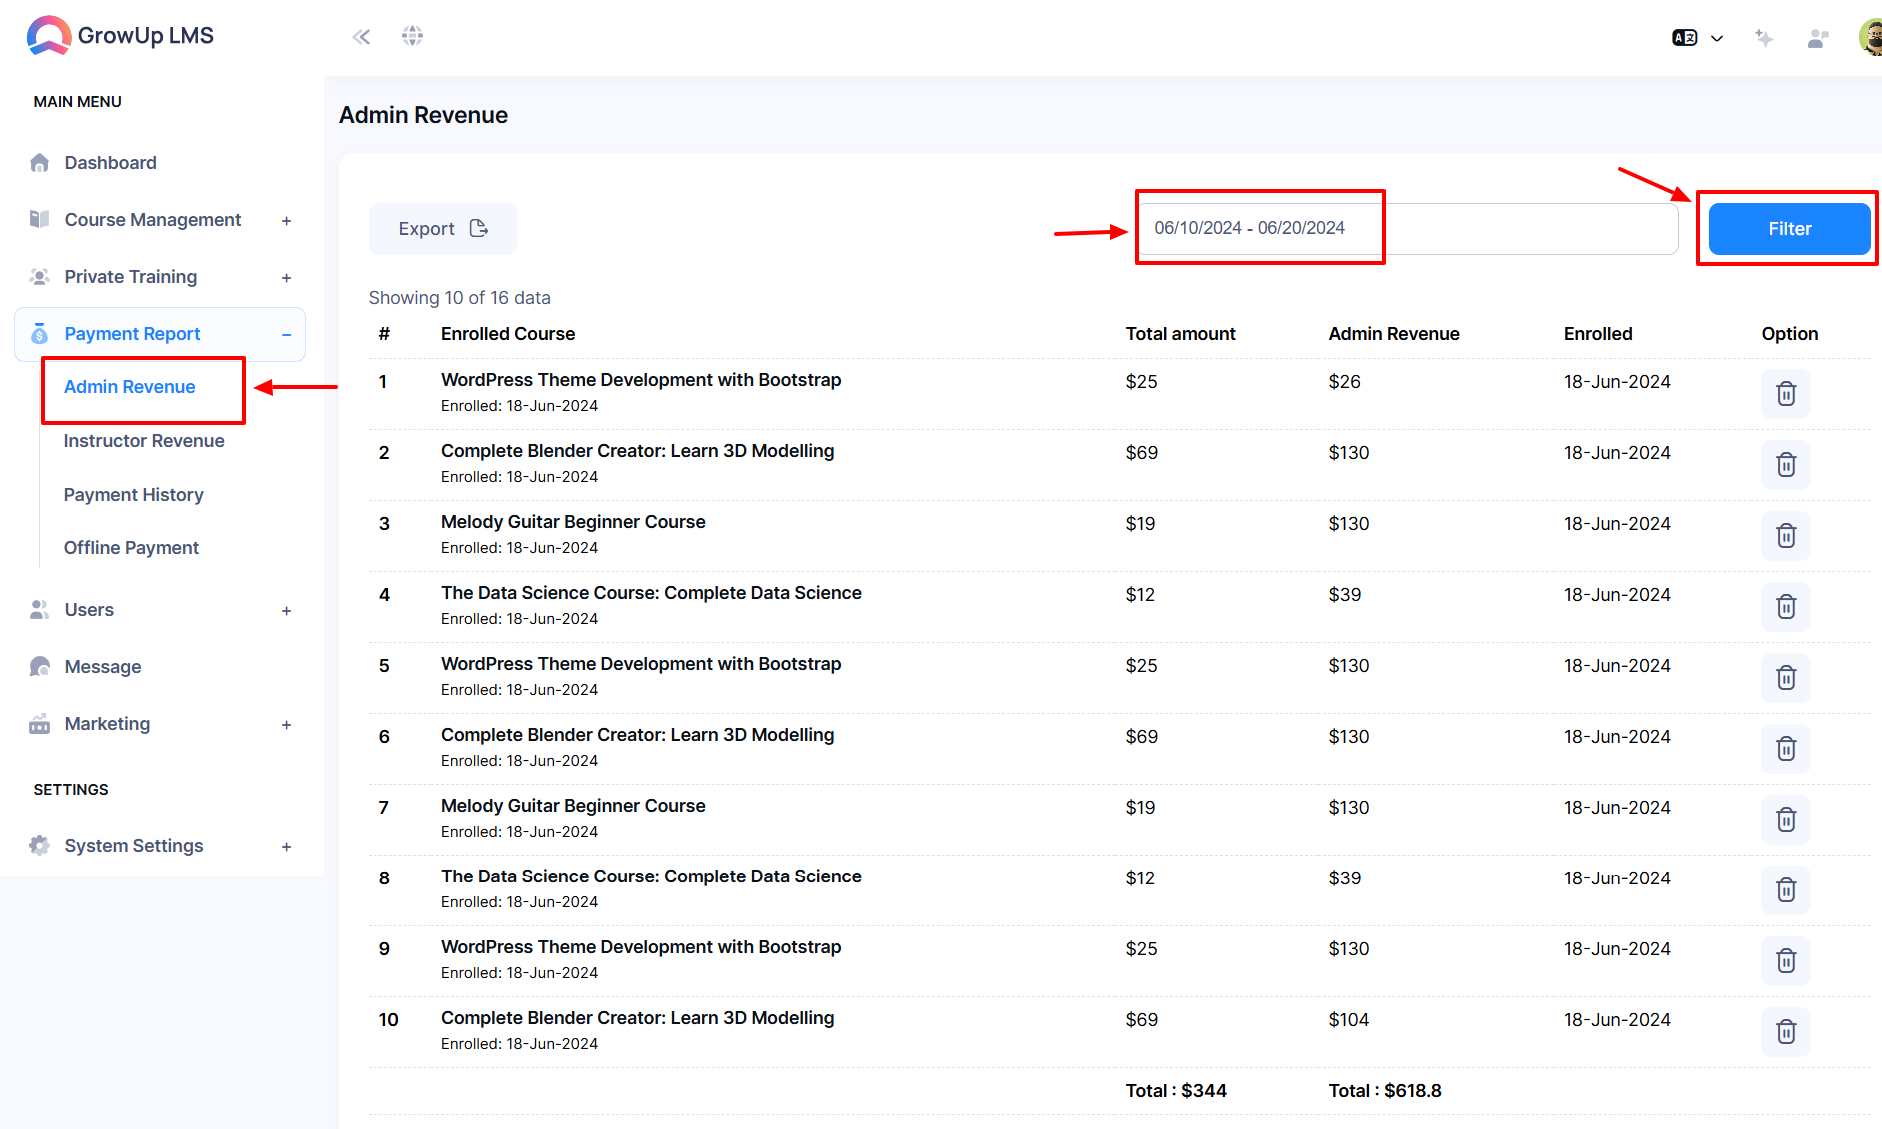 GrowUp LMS
MAIN MENU
Dashboard
Course Management +
Private Training +
Payment Report −
Admin Revenue
Instructor Revenue
Payment History
Offline Payment
Users +
Message
Marketing +
SETTINGS
System Settings +
Admin Revenue
Export
06/10/2024 - 06/20/2024
Filter
Showing 10 of 16 data
# Enrolled Course Total amount Admin Revenue Enrolled Option
1 WordPress Theme Development with Bootstrap $25 $26 18-Jun-2024
Enrolled: 18-Jun-2024
2 Complete Blender Creator: Learn 3D Modelling $69 $130 18-Jun-2024
Enrolled: 18-Jun-2024
3 Melody Guitar Beginner Course $19 $130 18-Jun-2024
Enrolled: 18-Jun-2024
4 The Data Science Course: Complete Data Science $12 $39 18-Jun-2024
Enrolled: 18-Jun-2024
5 WordPress Theme Development with Bootstrap $25 $130 18-Jun-2024
Enrolled: 18-Jun-2024
6 Complete Blender Creator: Learn 3D Modelling $69 $130 18-Jun-2024
Enrolled: 18-Jun-2024
7 Melody Guitar Beginner Course $19 $130 18-Jun-2024
Enrolled: 18-Jun-2024
8 The Data Science Course: Complete Data Science $12 $39 18-Jun-2024
Enrolled: 18-Jun-2024
9 WordPress Theme Development with Bootstrap $25 $130 18-Jun-2024
Enrolled: 18-Jun-2024
10 Complete Blender Creator: Learn 3D Modelling $69 $104 18-Jun-2024
Enrolled: 18-Jun-2024
Total : $344 Total : $618.8